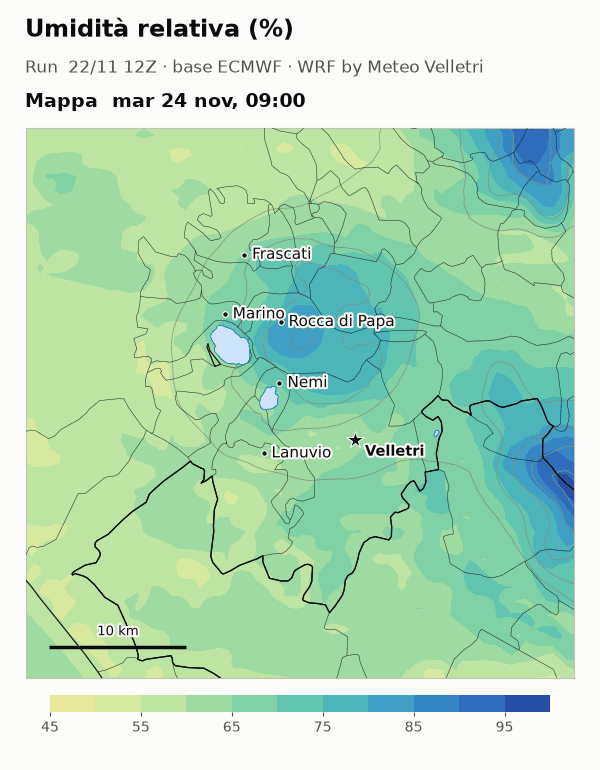 Umidità relativa (%)
Run  22/11 12Z · base ECMWF · WRF by Meteo Velletri
Mappa  mar 24 nov, 09:00
Frascati
Marino
Rocca di Papa
Nemi
Velletri
Lanuvio
10 km
45 55 65 75 85 95